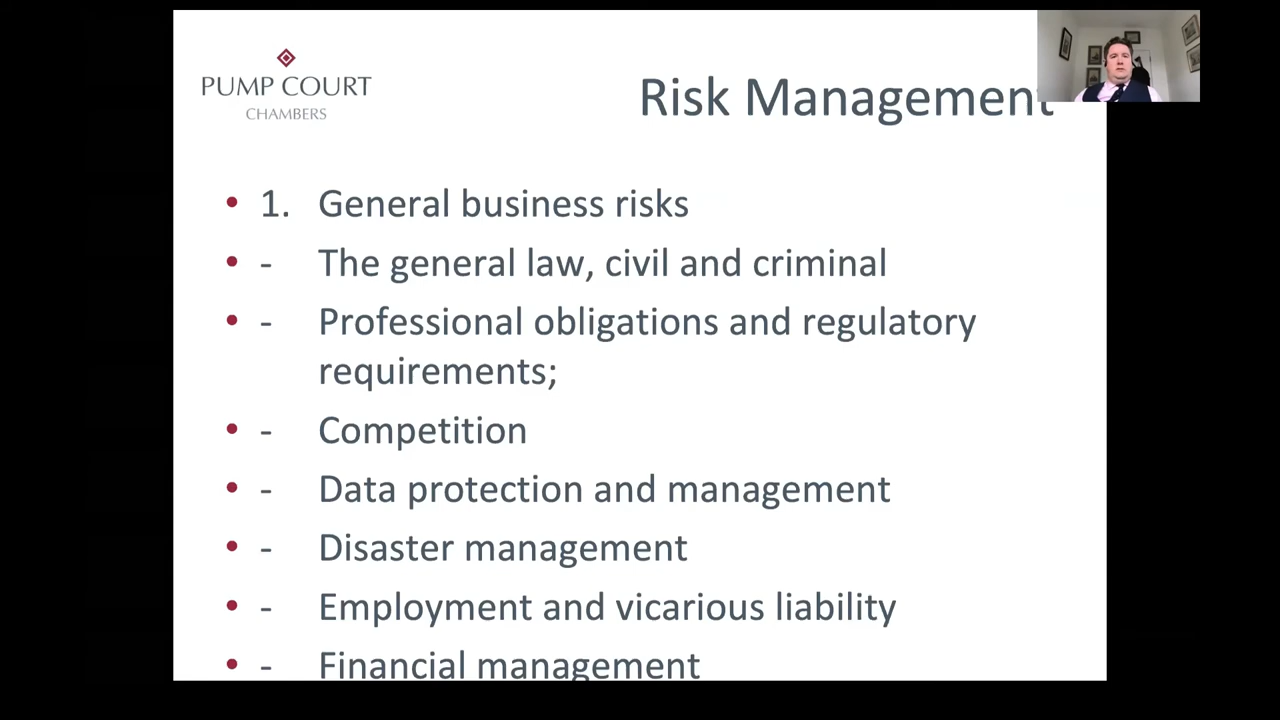 PUMP COURT
CHAMBERS
Risk Management
• 1. General business risks
• - The general law, civil and criminal
• - Professional obligations and regulatory
requirements;
• - Competition
• - Data protection and management
• - Disaster management
• - Employment and vicarious liability
• - Financial management